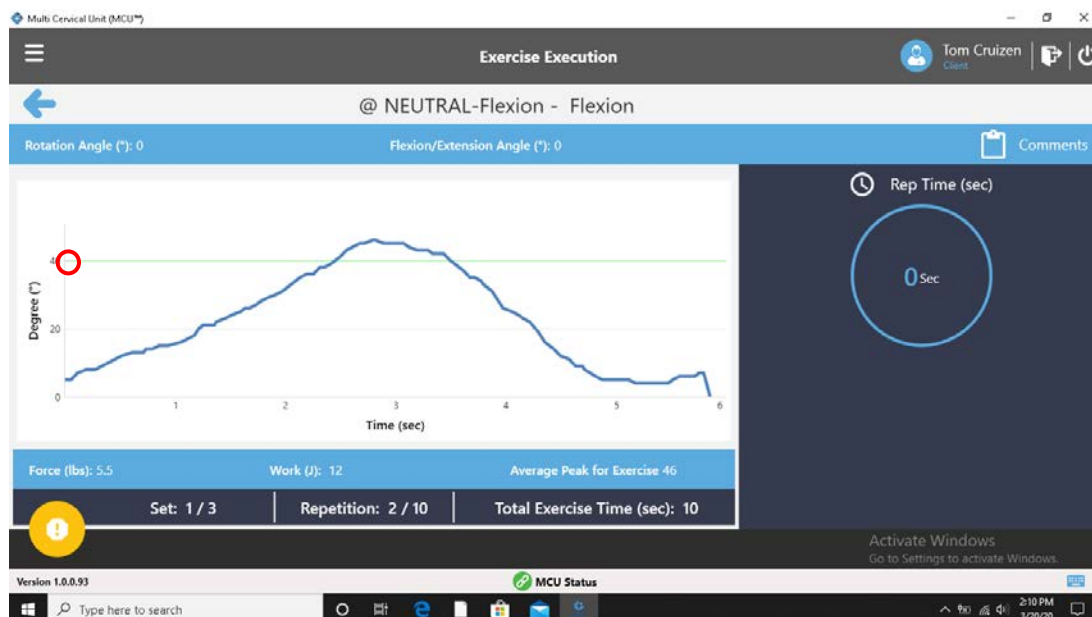 Multi Cervical Unit (MCU™)
Exercise Execution
Tom Cruizen
Client
@ NEUTRAL-Flexion - Flexion
Rotation Angle (°): 0
Flexion/Extension Angle (°): 0
Comments
Rep Time (sec)
0 Sec
Degree (°)
20
0
1
2
3
4
5
6
Time (sec)
Force (lbs): 5.5
Work (J): 12
Average Peak for Exercise 46
Set: 1 / 3
Repetition: 2 / 10
Total Exercise Time (sec): 10
Activate Windows
Go to Settings to activate Windows.
Version 1.0.0.93
MCU Status
Type here to search
2:10 PM